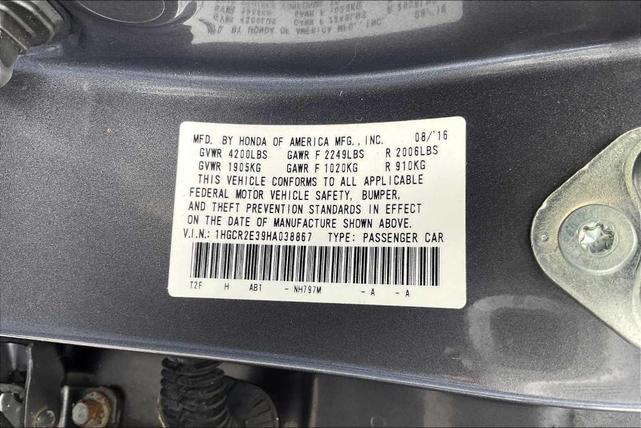 MFD. BY HONDA OF AMERICA MFG., INC. 08/'16
GVWR 4200LBS GAWR F 2249LBS R 2006LBS
GVWR 1905KG GAWR F 1020KG R 910KG
THIS VEHICLE CONFORMS TO ALL APPLICABLE
FEDERAL MOTOR VEHICLE SAFETY, BUMPER,
AND THEFT PREVENTION STANDARDS IN EFFECT
ON THE DATE OF MANUFACTURE SHOWN ABOVE.
V.I.N.: 1HGCR2E39HA038867 TYPE: PASSENGER CAR
T2F H AB1 - NH797M - A - A